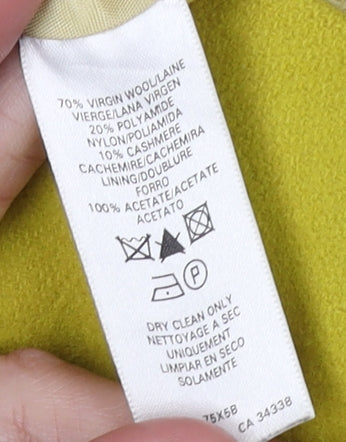 70% VIRGIN WOOL/LAINE
VIERGE/LANA VIRGEN
20% POLYAMIDE
NYLON/POLIAMIDA
10% CASHMERE
CACHEMIRE/CACHEMIRA
LINING/DOUBLURE
FORRO
100% ACETATE/ACETATE
ACETATO
P
DRY CLEAN ONLY
NETTOYAGE A SEC
UNIQUEMENT
LIMPIAR EN SECO
SOLAMENTE
75X58
CA 34338